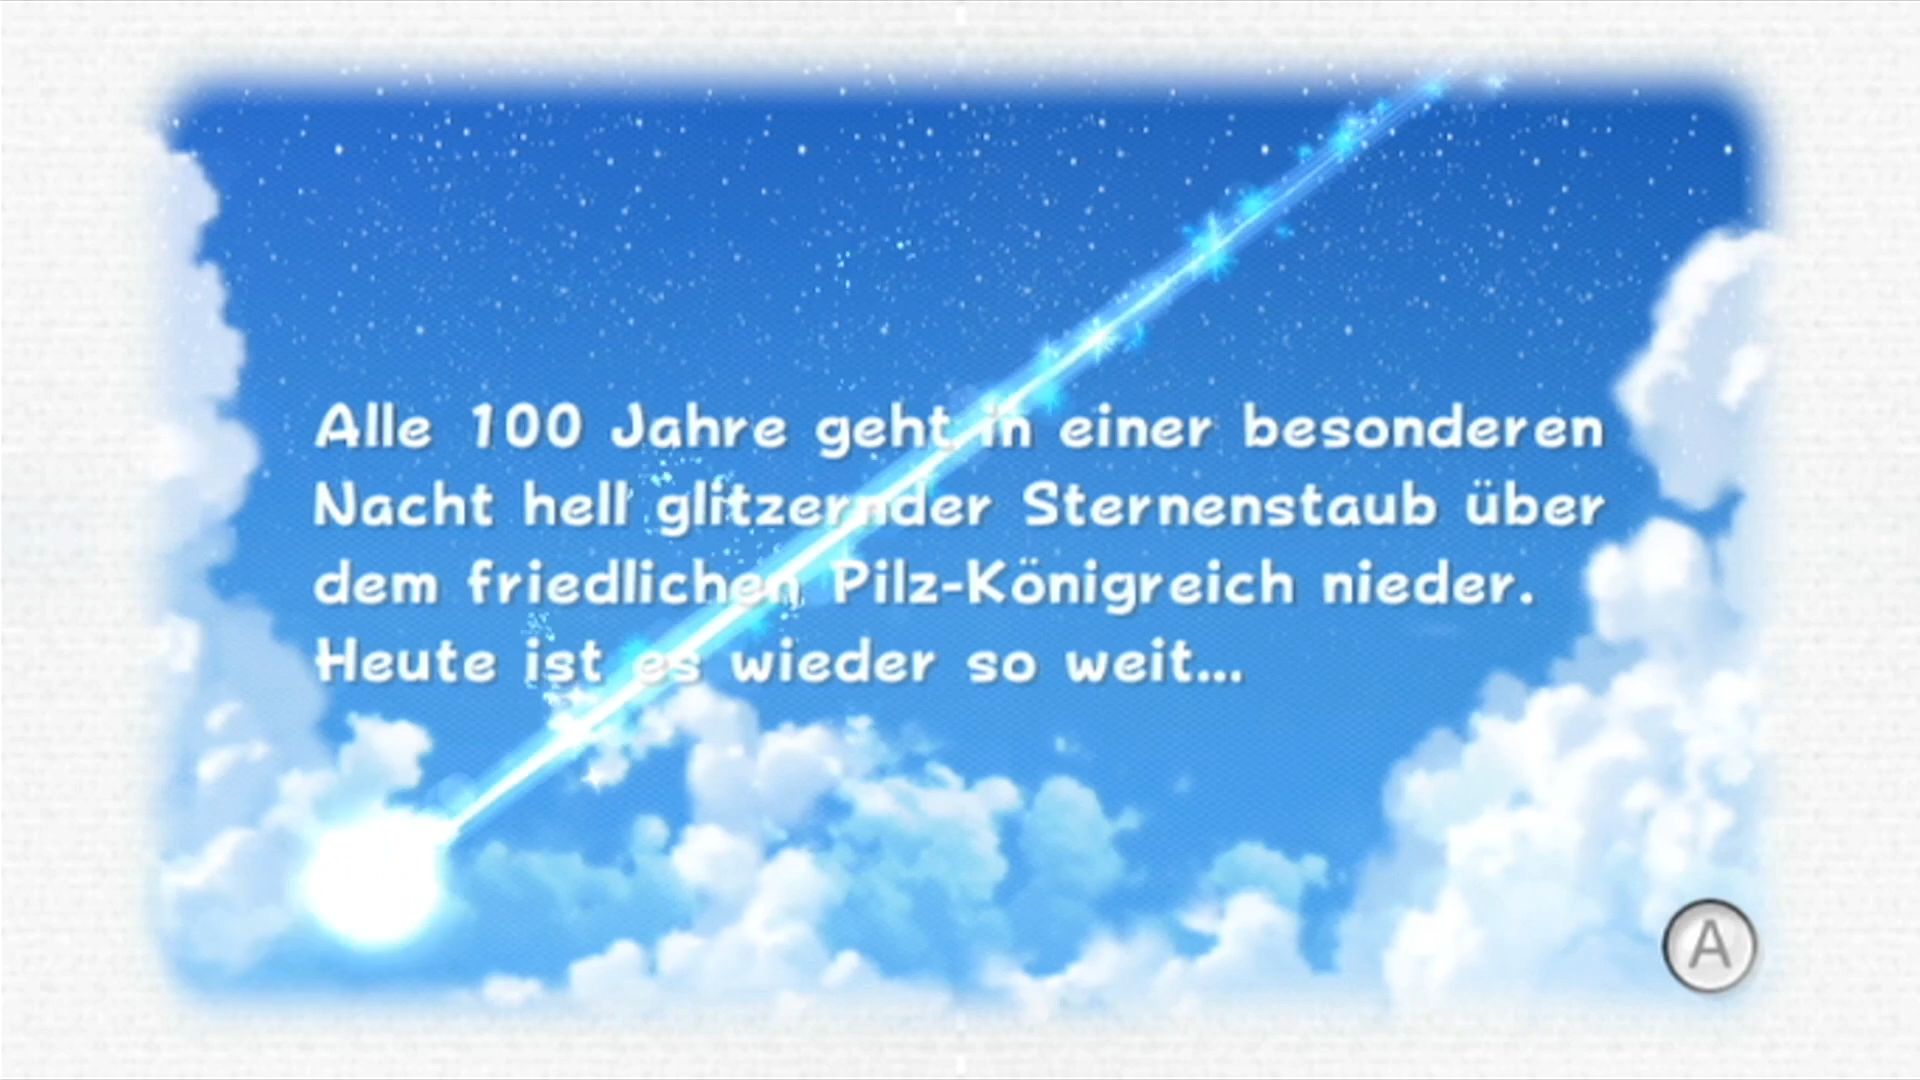 Alle 100 Jahre geht in einer besonderen
Nacht hell glitzernder Sternenstaub über
dem friedlichen Pilz-Königreich nieder.
Heute ist es wieder so weit...
A